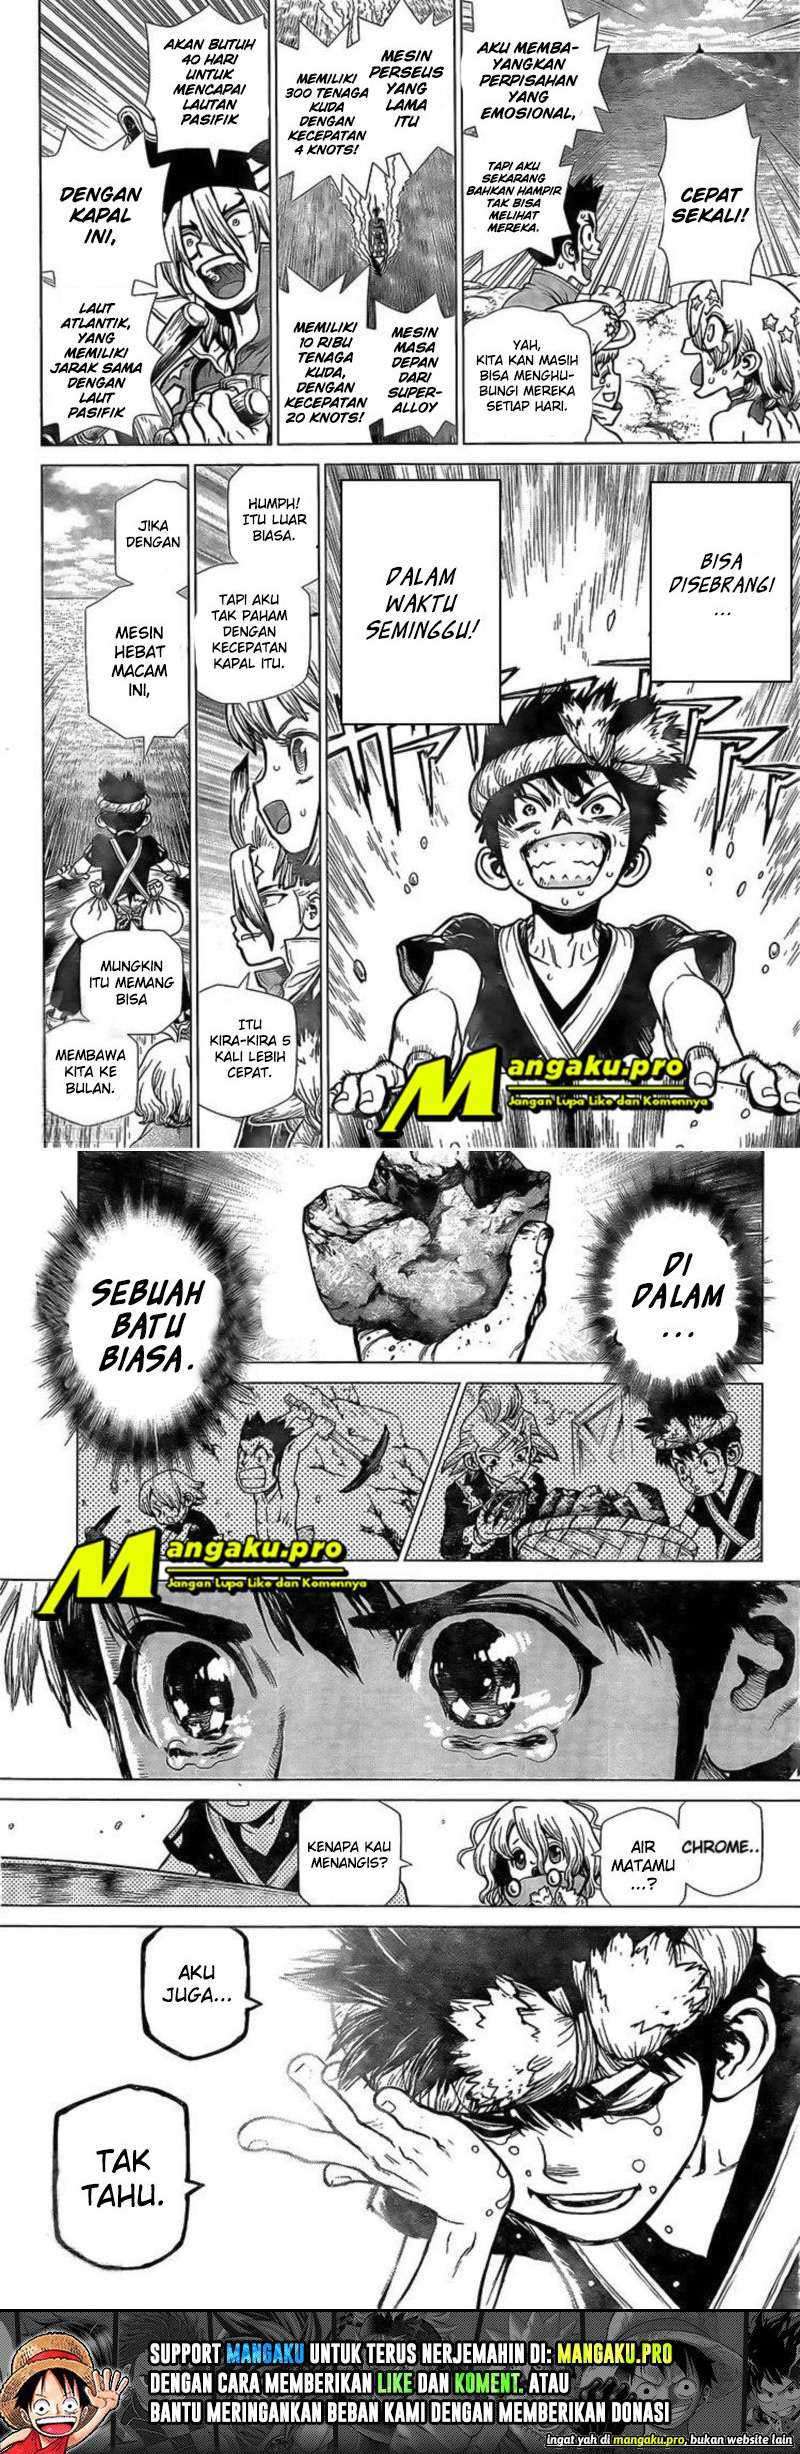 CEPAT
SEKALI!
AKU MEMBA-
YANGKAN
PERPISAHAN
YANG
EMOSIONAL,
TAPI AKU
SEKARANG
BAHKAN HAMPIR
TAK BISA
MELIHAT
MEREKA.
YAH,
KITA KAN MASIH
BISA MENGHU-
BUNGI MEREKA
SETIAP HARI.
MESIN
PERSEUS
YANG
LAMA
ITU
MEMILIKI
300 TENAGA
KUDA
DENGAN
KECEPATAN
4 KNOTS!
MESIN
MASA
DEPAN
DARI
SUPER-
ALLOY
MEMILIKI
10 RIBU
TENAGA
KUDA,
DENGAN
KECEPATAN
20 KNOTS!
AKAN BUTUH
40 HARI
UNTUK
MENCAPAI
LAUTAN
PASIFIK
DENGAN
KAPAL
INI,
LAUT
ATLANTIK,
YANG
MEMILIKI
JARAK SAMA
DENGAN
LAUT
PASIFIK
BISA
DISEBRANGI
...
DALAM
WAKTU
SEMINGGU!
HUMPH!
ITU LUAR
BIASA.
TAPI AKU
TAK PAHAM
DENGAN
KECEPATAN
KAPAL ITU.
ITU
KIRA-KIRA 5
KALI LEBIH
CEPAT.
JIKA
DENGAN
MESIN
HEBAT
MACAM
INI,
MUNGKIN
ITU MEMANG
BISA
MEMBAWA
KITA KE
BULAN.
Mangaku.pro
Jangan Lupa Like dan Komennya
DI
DALAM
...
SEBUAH
BATU
BIASA.
Mangaku.pro
Jangan Lupa Like dan Komennya
CHROME..
AIR
MATAMU
...?
KENAPA KAU
MENANGIS?
AKU
JUGA...
TAK
TAHU.
SUPPORT MANGAKU UNTUK TERUS NERJEMAHIN DI: MANGAKU.PRO
DENGAN CARA MEMBERIKAN LIKE DAN KOMENT. ATAU
BANTU MERINGANKAN BEBAN KAMI DENGAN MEMBERIKAN DONASI
ingat yah di mangaku.pro, bukan website lain